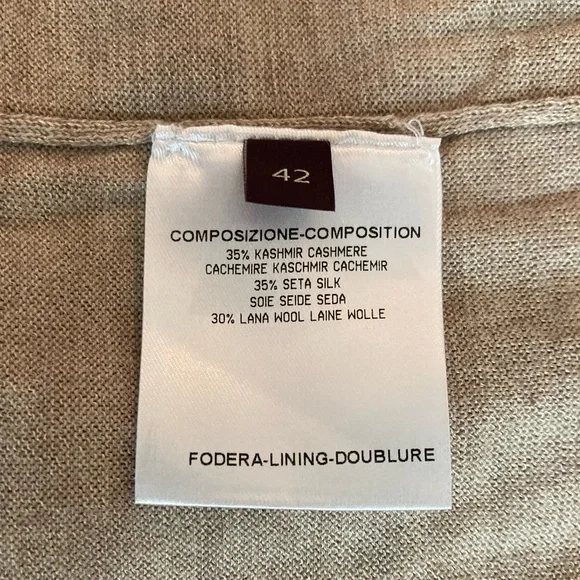 42
COMPOSIZIONE-COMPOSITION
35% KASHMIR CASHMERE
CACHEMIRE KASCHMIR CACHEMIR
35% SETA SILK
SOIE SEIDE SEDA
30% LANA WOOL LAINE WOLLE
FODERA-LINING-DOUBLURE